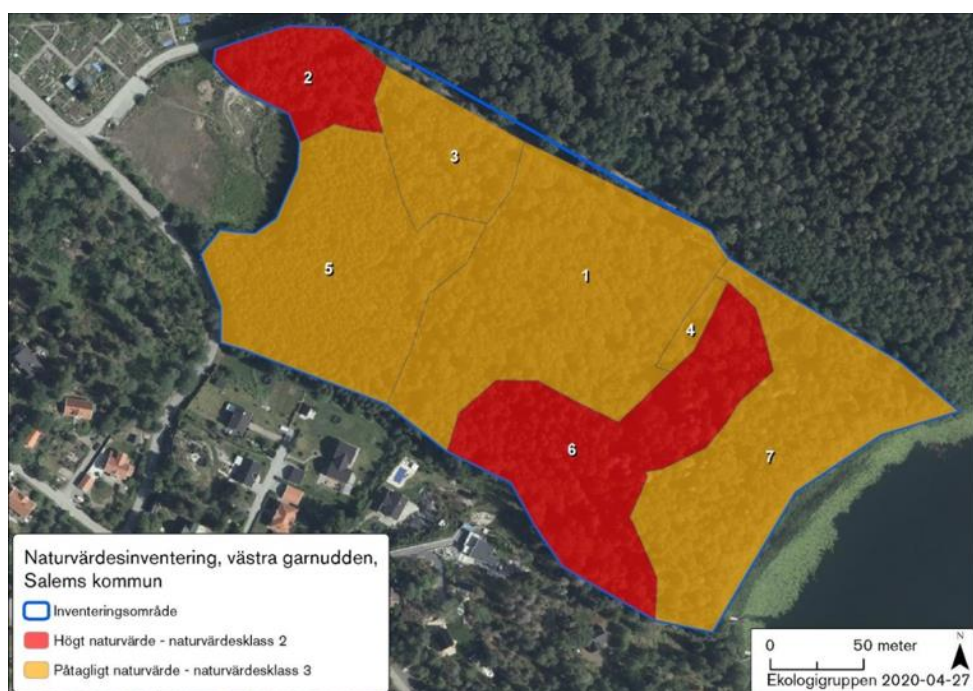 2
3
5
1
4
6
7
Naturvärdesinventering, västra garnudden,
Salems kommun
Inventeringsområde
Högt naturvärde - naturvärdesklass 2
Påtagligt naturvärde - naturvärdesklass 3
N
0 50 meter
Ekologigruppen 2020-04-27